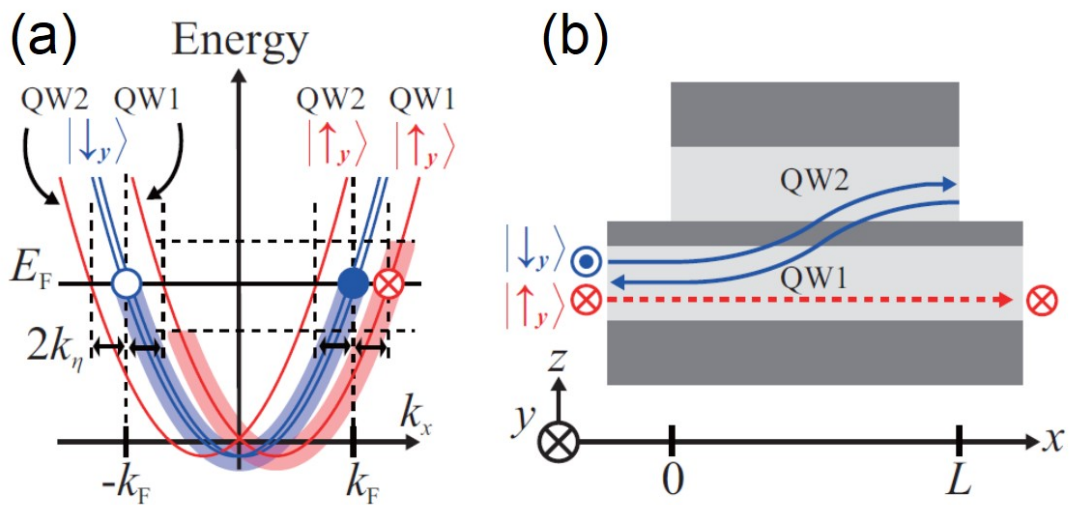 (a)
Energy
QW2 QW1 QW2 QW1
|↓y⟩ |↑y⟩ |↑y⟩
EF
2kη
kx
-kF kF
(b)
QW2
|↓y⟩
QW1
|↑y⟩
z
y
x
0 L